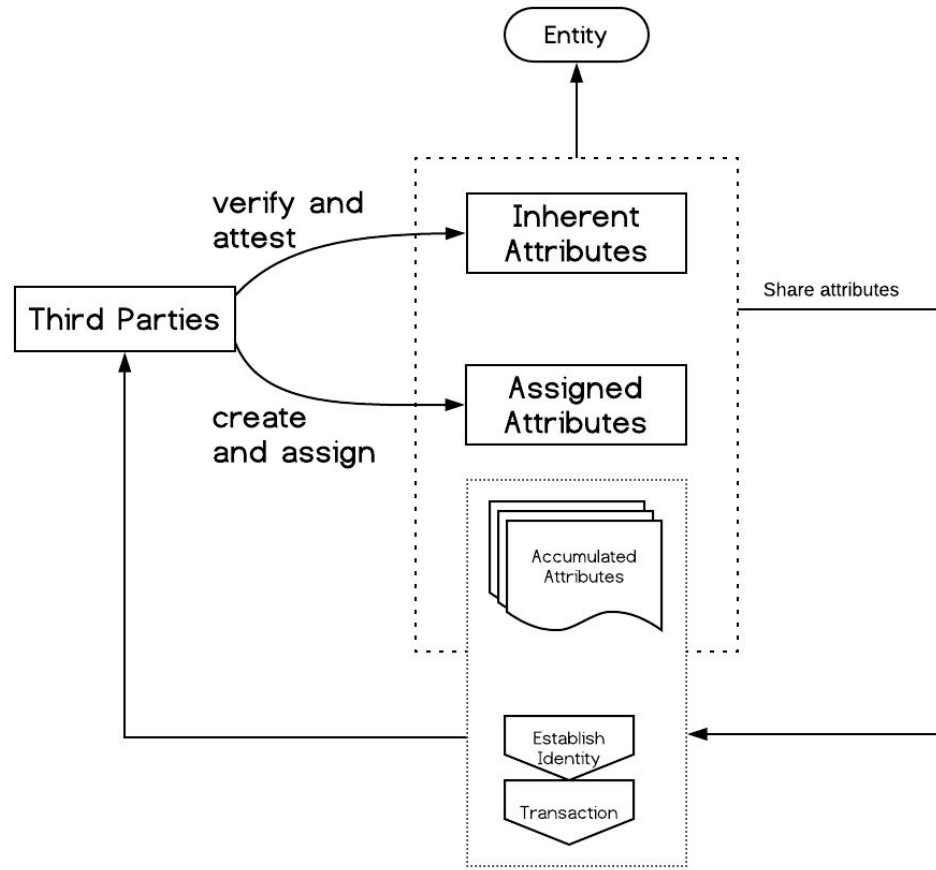 Entity
verify and
attest
Inherent
Attributes
Share attributes
Third Parties
Assigned
Attributes
create
and assign
Accumulated
Attributes
Establish
Identity
Transaction